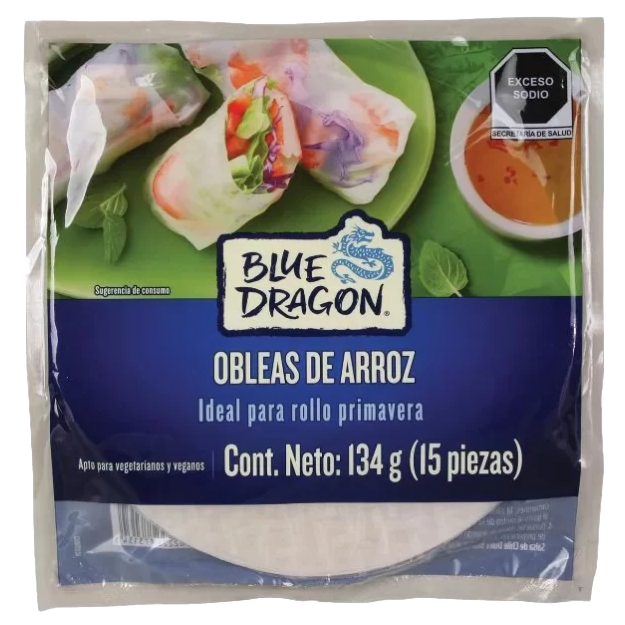 EXCESO
SODIO
SECRETARÍA DE SALUD
BLUE
DRAGON®
Sugerencia de consumo
OBLEAS DE ARROZ
Ideal para rollo primavera
Apto para vegetarianos y veganos
Cont. Neto: 134 g (15 piezas)